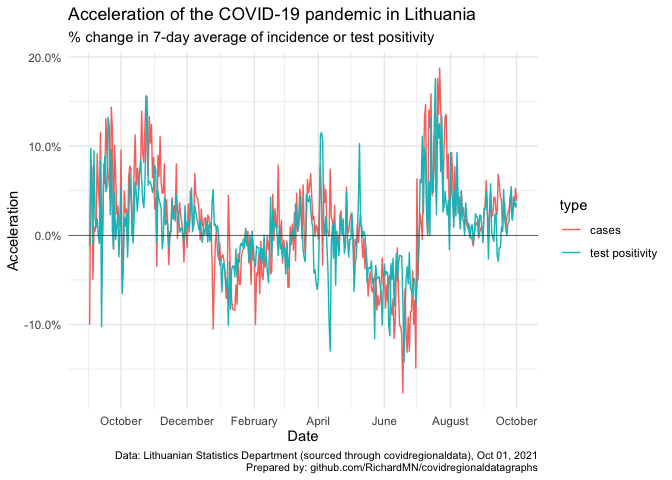 Acceleration of the COVID-19 pandemic in Lithuania
% change in 7-day average of incidence or test positivity
20.0%
10.0%
0.0%
-10.0%
Acceleration
October December February April June August October
Date
type
cases
test positivity
Data: Lithuanian Statistics Department (sourced through covidregionaldata), Oct 01, 2021
Prepared by: github.com/RichardMN/covidregionaldatagraphs